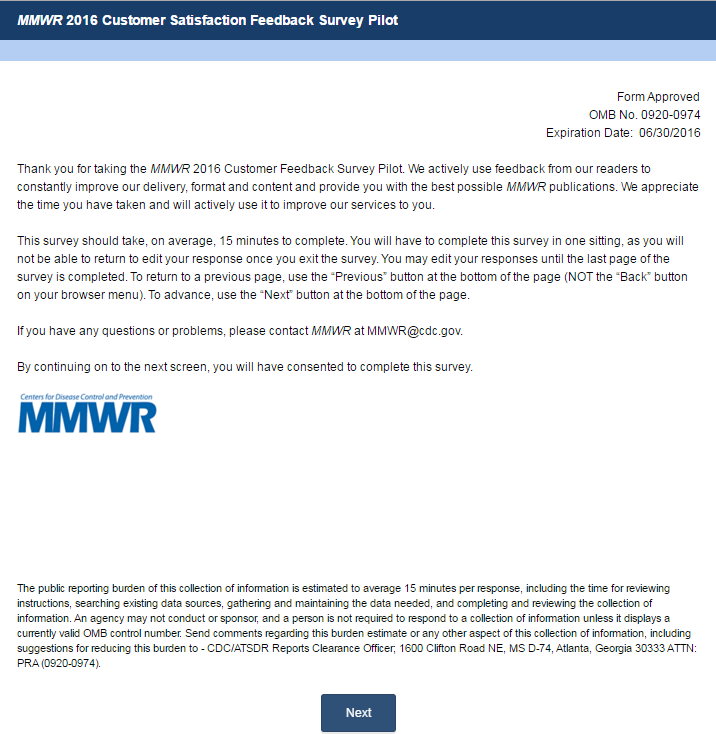 MMWR 2016 Customer Satisfaction Feedback Survey Pilot
Form Approved
OMB No. 0920-0974
Expiration Date: 06/30/2016
Thank you for taking the MMWR 2016 Customer Feedback Survey Pilot. We actively use feedback from our readers to
constantly improve our delivery, format and content and provide you with the best possible MMWR publications. We appreciate
the time you have taken and will actively use it to improve our services to you.
This survey should take, on average, 15 minutes to complete. You will have to complete this survey in one sitting, as you will
not be able to return to edit your response once you exit the survey. You may edit your responses until the last page of the
survey is completed. To return to a previous page, use the “Previous” button at the bottom of the page (NOT the “Back” button
on your browser menu). To advance, use the “Next” button at the bottom of the page.
If you have any questions or problems, please contact MMWR at MMWR@cdc.gov.
By continuing on to the next screen, you will have consented to complete this survey.
Centers for Disease Control and Prevention
MMWR
The public reporting burden of this collection of information is estimated to average 15 minutes per response, including the time for reviewing
instructions, searching existing data sources, gathering and maintaining the data needed, and completing and reviewing the collection of
information. An agency may not conduct or sponsor, and a person is not required to respond to a collection of information unless it displays a
currently valid OMB control number. Send comments regarding this burden estimate or any other aspect of this collection of information, including
suggestions for reducing this burden to - CDC/ATSDR Reports Clearance Officer; 1600 Clifton Road NE, MS D-74, Atlanta, Georgia 30333 ATTN:
PRA (0920-0974).
Next